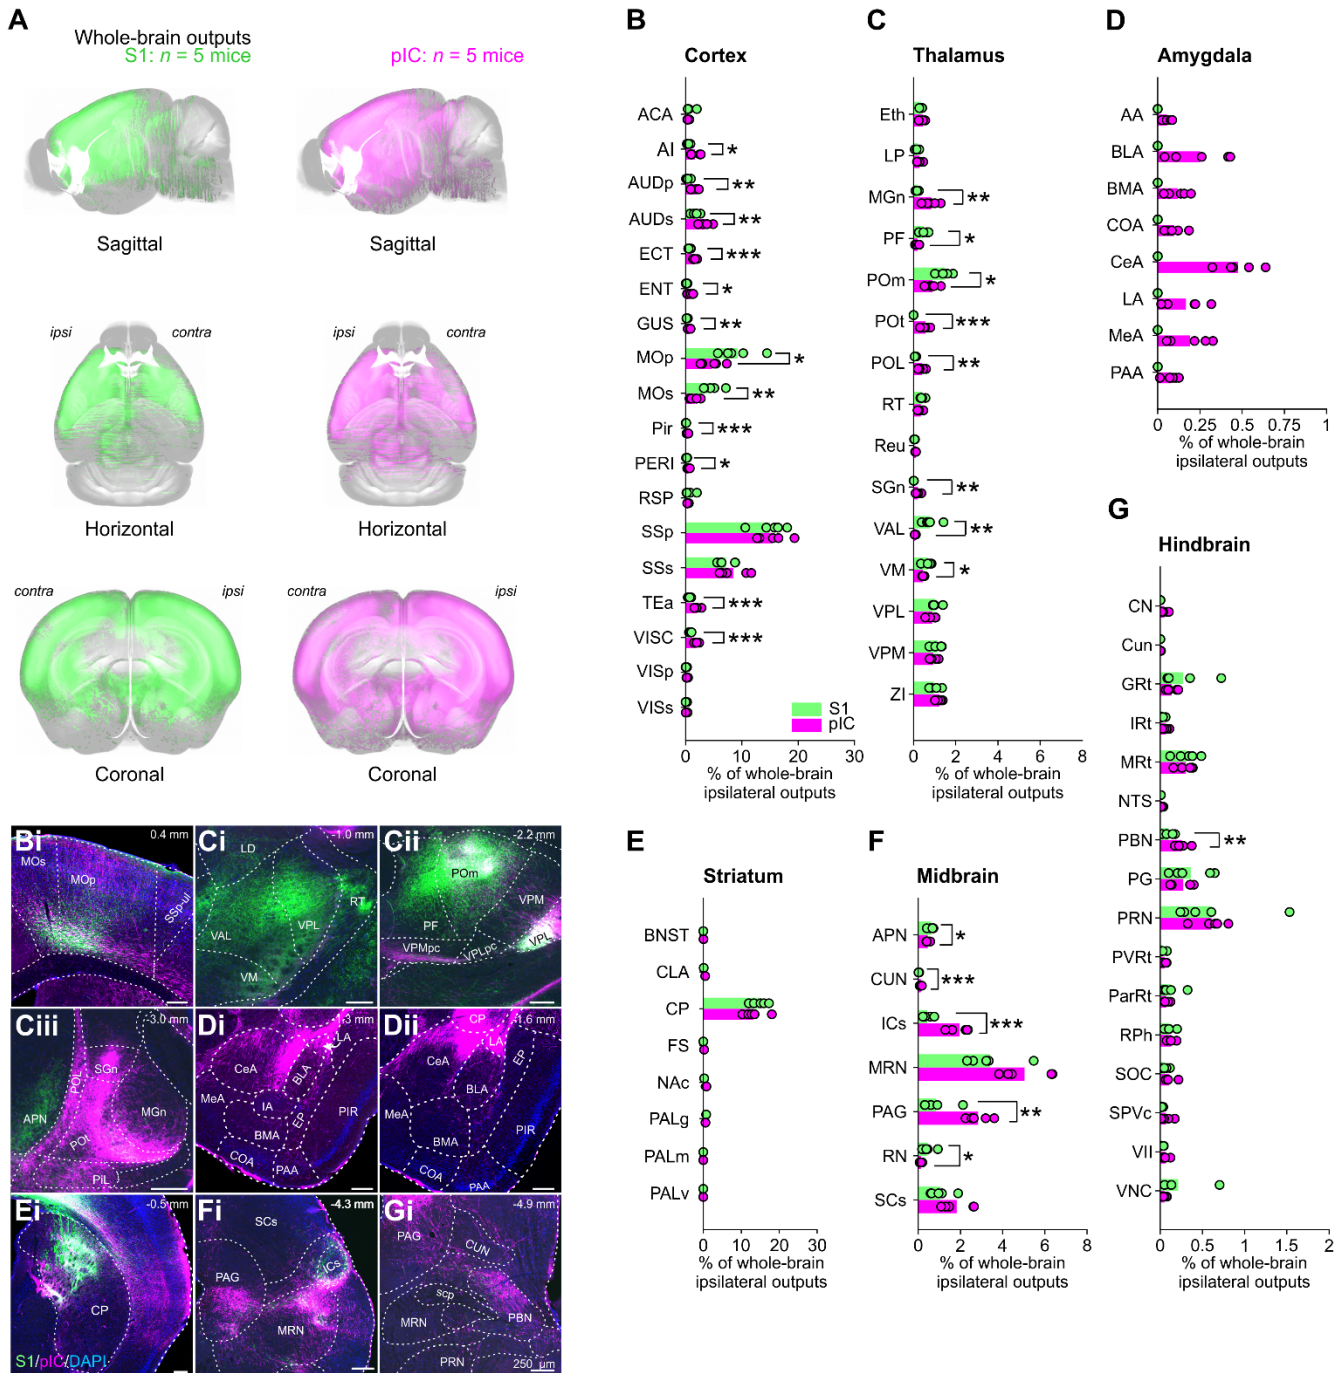 A
Whole-brain outputs
S1: n = 5 mice
pIC: n = 5 mice
Sagittal
Sagittal
ipsi
contra
ipsi
contra
Horizontal
Horizontal
contra
ipsi
contra
ipsi
Coronal
Coronal
B
Cortex
ACA
AI
*
AUDp
**
AUDs
**
ECT
***
ENT
*
GUS
**
MOp
*
MOs
**
Pir
***
PERI
*
RSP
SSp
SSs
TEa
***
VISC
***
VISp
VISs
S1
pIC
0
10
20
30
% of whole-brain
ipsilateral outputs
C
Thalamus
Eth
LP
MGn
**
PF
*
POm
*
POt
***
POL
**
RT
Reu
SGn
**
VAL
**
VM
*
VPL
VPM
ZI
0
2
4
6
8
% of whole-brain
ipsilateral outputs
D
Amygdala
AA
BLA
BMA
COA
CeA
LA
MeA
PAA
0
0.25
0.5
0.75
1
% of whole-brain
ipsilateral outputs
Bi
0.4 mm
MOs
MOp
SSp-ul
Ci
-1.0 mm
LD
RT
VPL
VAL
VM
Cii
-2.2 mm
POm
VPM
PF
VPMpc
VPLpc
VPL
Ciii
-3.0 mm
POL
SGn
APN
MGn
POt
PiL
Di
-1.3 mm
LA
CeA
BLA
MeA
IA
EP
PIR
BMA
COA
PAA
Dii
-1.6 mm
CP
LA
EP
CeA
BLA
MeA
PIR
BMA
COA
PAA
Ei
-0.5 mm
CP
S1/pIC/DAPI
Fi
-4.3 mm
SCs
ICs
PAG
MRN
Gi
-4.9 mm
PAG
CUN
scp
PBN
MRN
PRN
250 µm
E
Striatum
BNST
CLA
CP
FS
NAc
PALg
PALm
PALv
0
10
20
30
% of whole-brain
ipsilateral outputs
F
Midbrain
APN
*
CUN
***
ICs
***
MRN
PAG
**
RN
*
SCs
0
2
4
6
8
% of whole-brain
ipsilateral outputs
G
Hindbrain
CN
Cun
GRt
IRt
MRt
NTS
PBN
**
PG
PRN
PVRt
ParRt
RPh
SOC
SPVc
VII
VNC
0
0.5
1
1.5
2
% of whole-brain
ipsilateral outputs